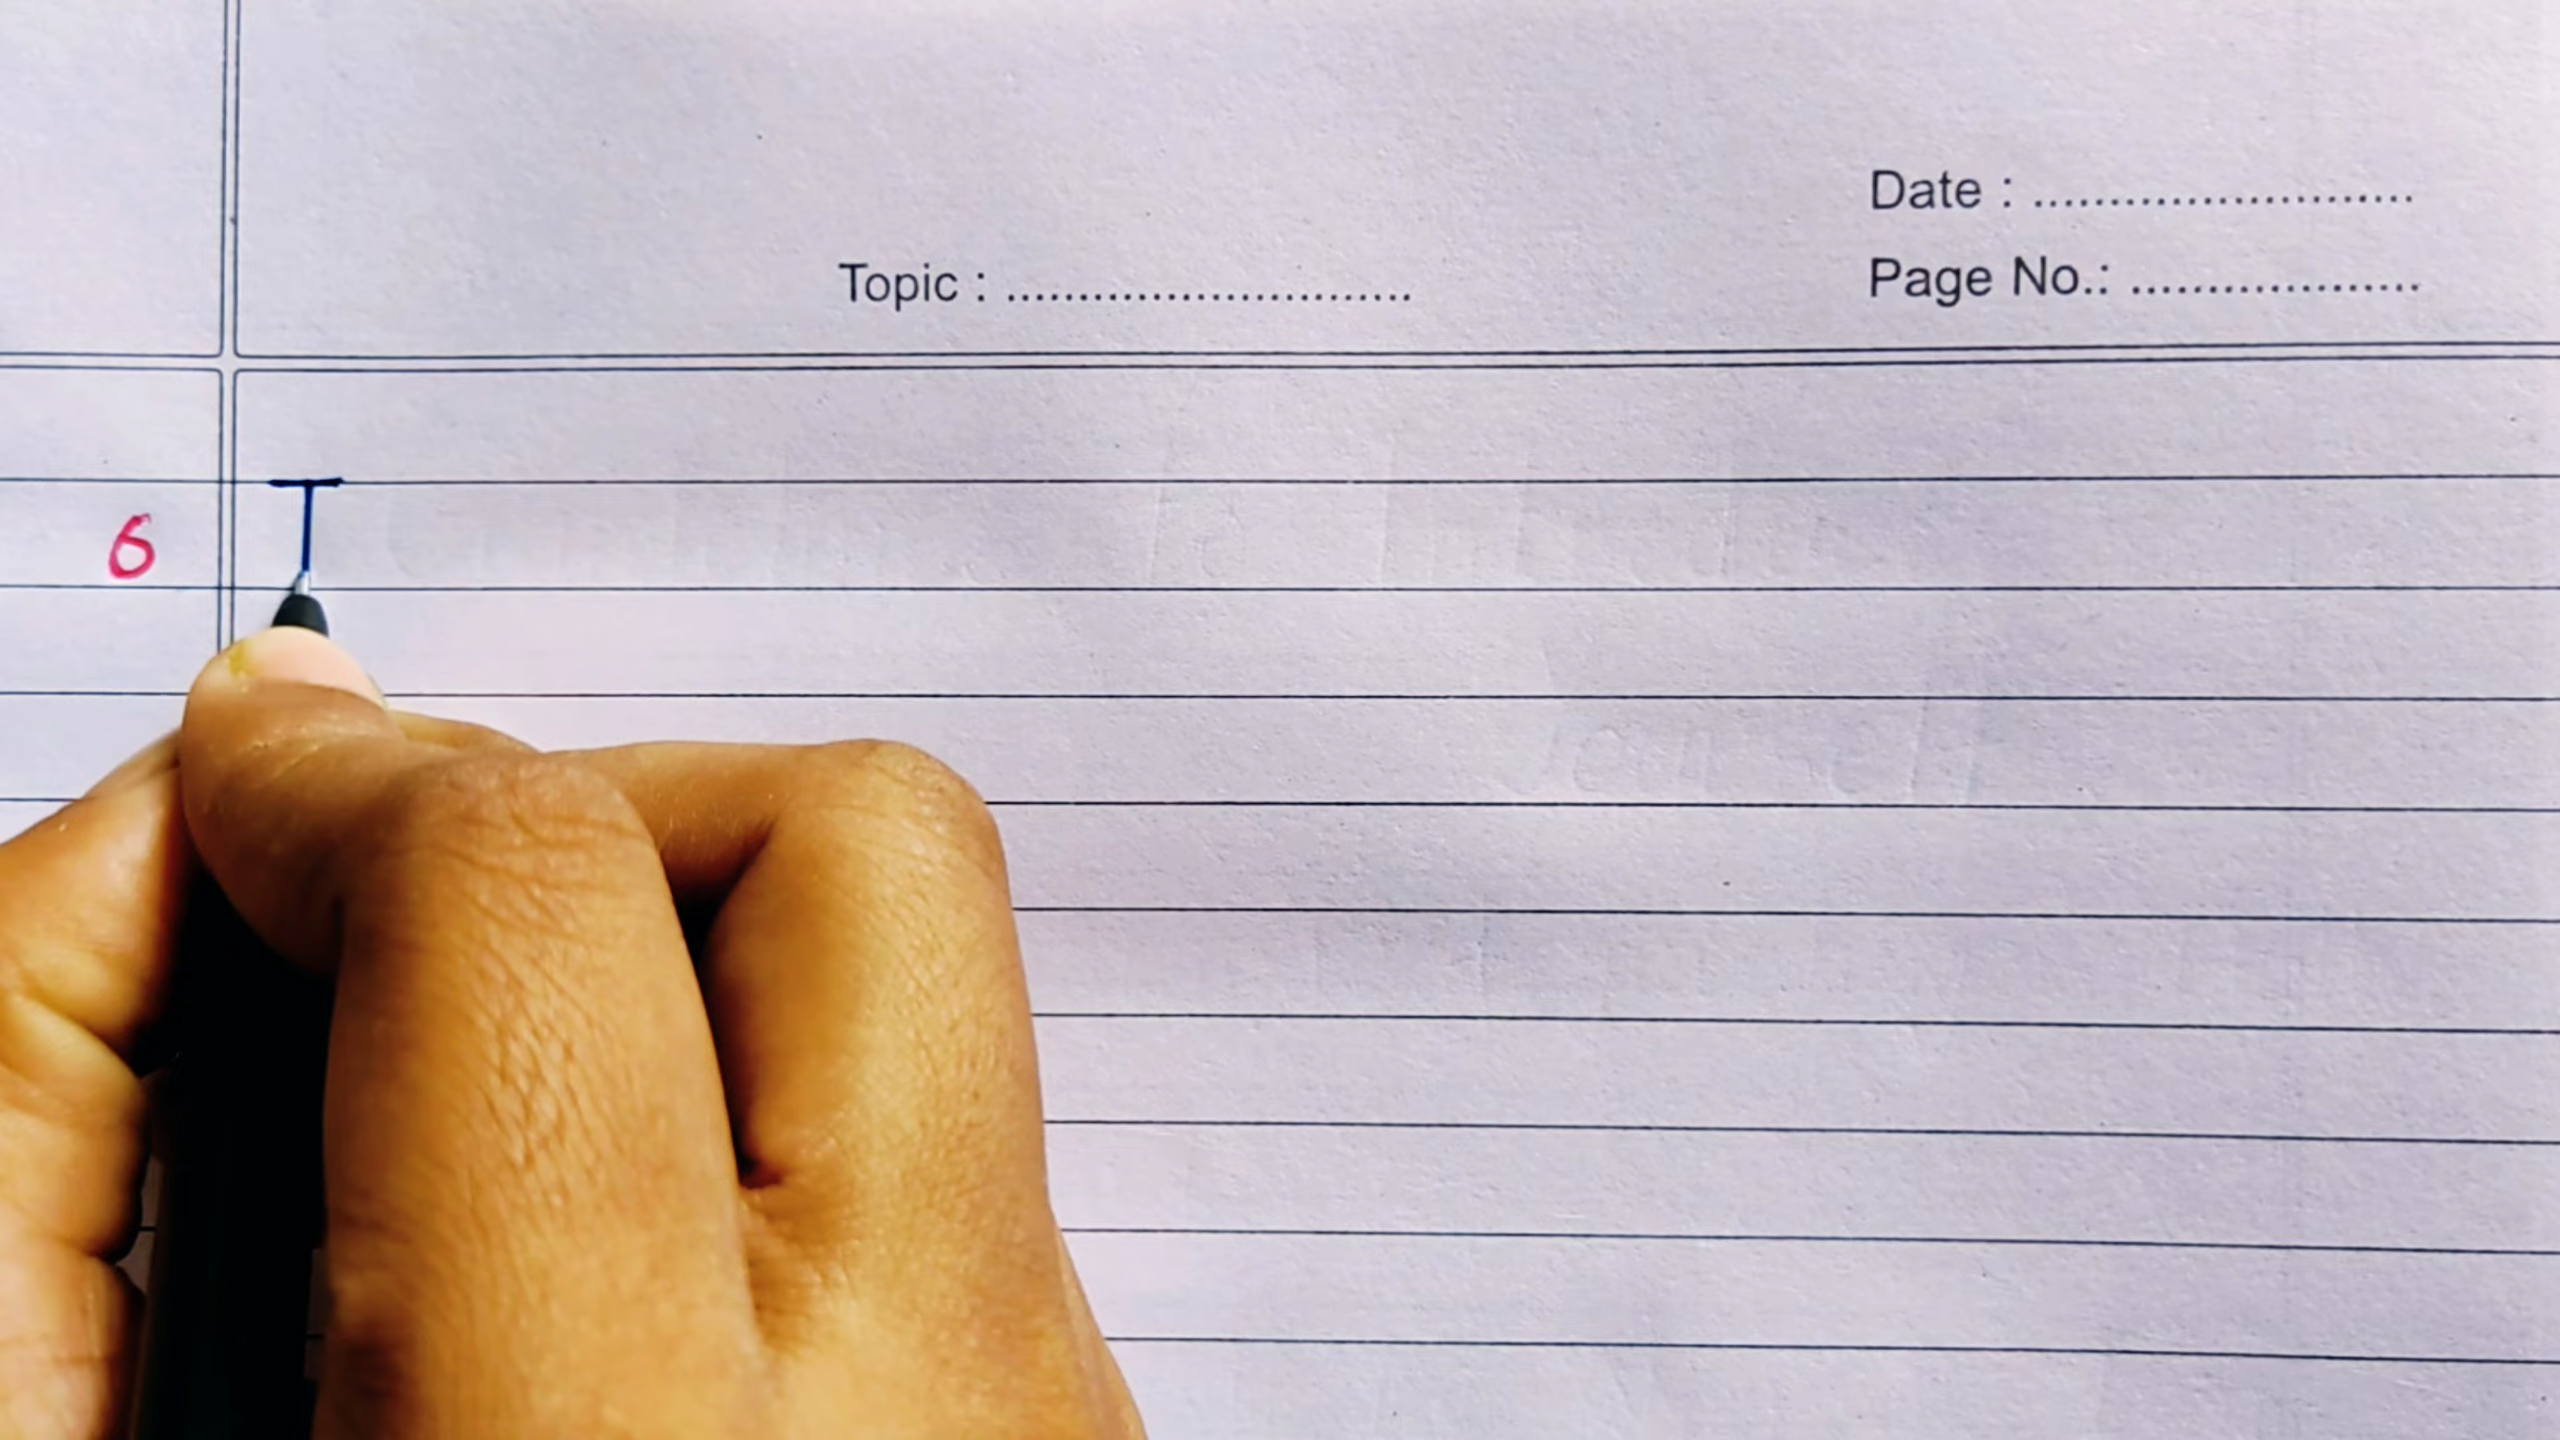 Date : ............................
Topic : ............................
Page No.: ....................
6 T